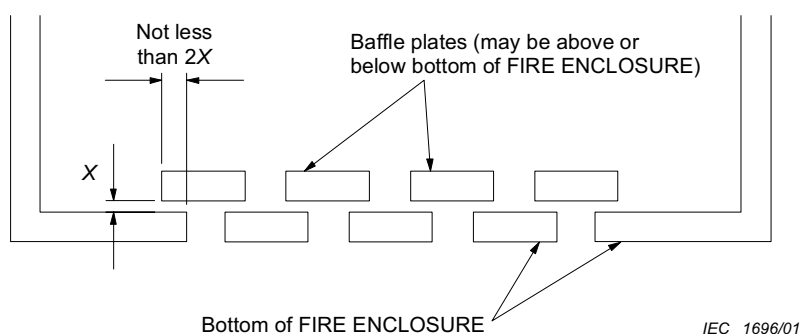 Not less
than 2X
Baffle plates (may be above or
below bottom of FIRE ENCLOSURE)
X
Bottom of FIRE ENCLOSURE
IEC 1696/01